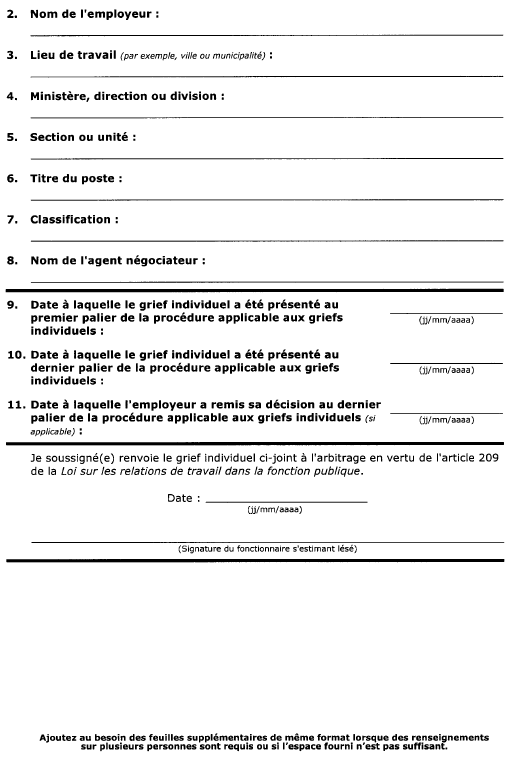 2. Nom de l'employeur :
3. Lieu de travail (par exemple, ville ou municipalité) :
4. Ministère, direction ou division :
5. Section ou unité :
6. Titre du poste :
7. Classification :
8. Nom de l'agent négociateur :
9. Date à laquelle le grief individuel a été présenté au
premier palier de la procédure applicable aux griefs
individuels :
(jj/mm/aaaa)
10. Date à laquelle le grief individuel a été présenté au
dernier palier de la procédure applicable aux griefs
individuels :
(jj/mm/aaaa)
11. Date à laquelle l'employeur a remis sa décision au dernier
palier de la procédure applicable aux griefs individuels (si
applicable) :
(jj/mm/aaaa)
Je soussigné(e) renvoie le grief individuel ci-joint à l'arbitrage en vertu de l'article 209
de la Loi sur les relations de travail dans la fonction publique.
Date :
(jj/mm/aaaa)
(Signature du fonctionnaire s'estimant lésé)
Ajoutez au besoin des feuilles supplémentaires de même format lorsque des renseignements
sur plusieurs personnes sont requis ou si l'espace fourni n'est pas suffisant.